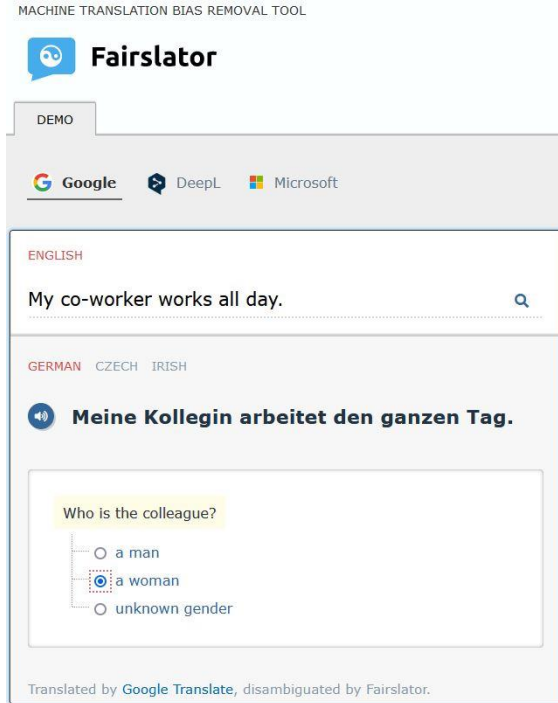 MACHINE TRANSLATION BIAS REMOVAL TOOL
Fairslator
DEMO
Google DeepL Microsoft
ENGLISH
My co-worker works all day.
GERMAN CZECH IRISH
Meine Kollegin arbeitet den ganzen Tag.
Who is the colleague?
a man
a woman
unknown gender
Translated by Google Translate, disambiguated by Fairslator.